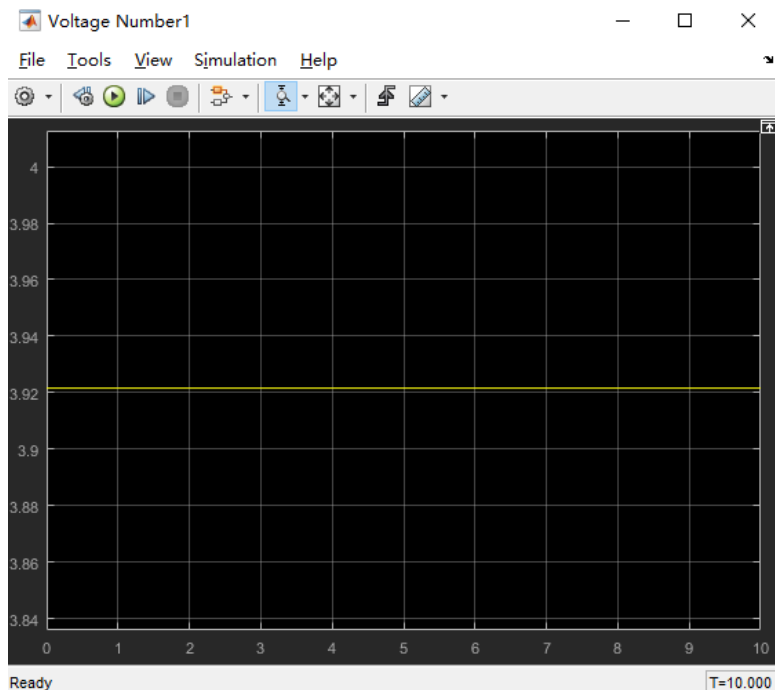 Voltage Number1
File Tools View Simulation Help
4
3.98
3.96
3.94
3.92
3.9
3.88
3.86
3.84
0 1 2 3 4 5 6 7 8 9 10
Ready T=10.000